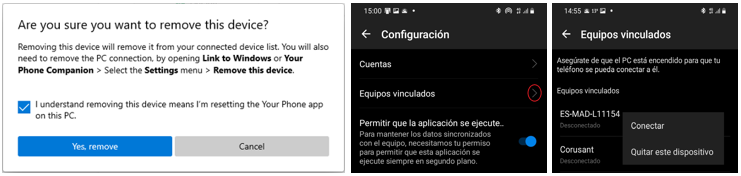 Are you sure you want to remove this device?
Removing this device will remove it from your connected device list. You will also
need to remove the PC connection, by opening Link to Windows or Your
Phone Companion > Select the Settings menu > Remove this device.
I understand removing this device means I'm resetting the Your Phone app
on this PC.
Yes, remove
Cancel
15:00
Configuración
Cuentas
Equipos vinculados
Permitir que la aplicación se ejecute..
Para mantener los datos sincronizados
con el equipo, necesitamos tu permiso
para permitir que esta aplicación se
ejecute siempre en segundo plano.
14:55
11°
Equipos vinculados
Asegúrate de que el PC está encendido para que tu
teléfono se pueda conectar a él.
Equipos vinculados
ES-MAD-L11154
Desconectado
Conectar
Corusant
Desconectado
Quitar este dispositivo